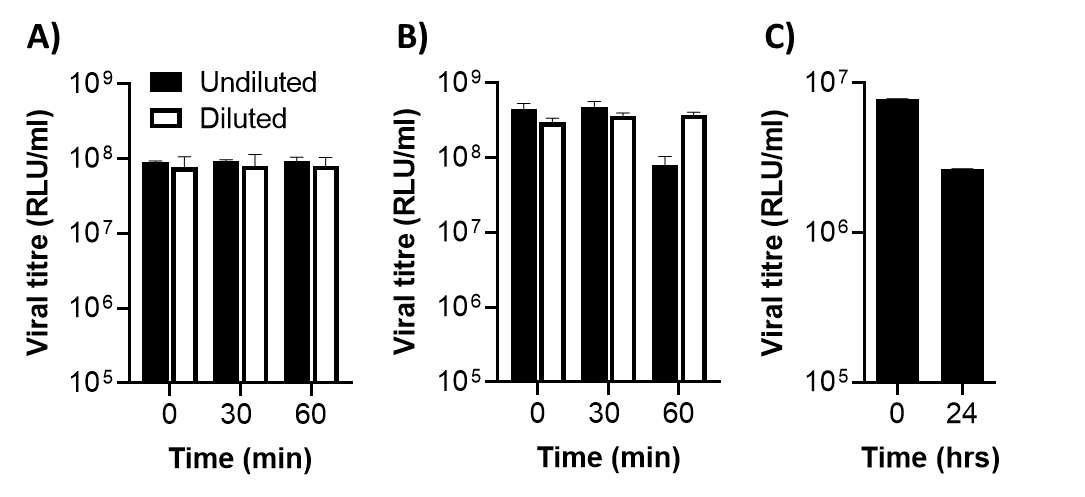 A)
Viral titre (RLU/ml)
10⁹
10⁸
10⁷
10⁶
10⁵
Undiluted
Diluted
0 30 60
Time (min)
B)
Viral titre (RLU/ml)
10⁹
10⁸
10⁷
10⁶
10⁵
0 30 60
Time (min)
C)
Viral titre (RLU/ml)
10⁷
10⁶
10⁵
0 24
Time (hrs)